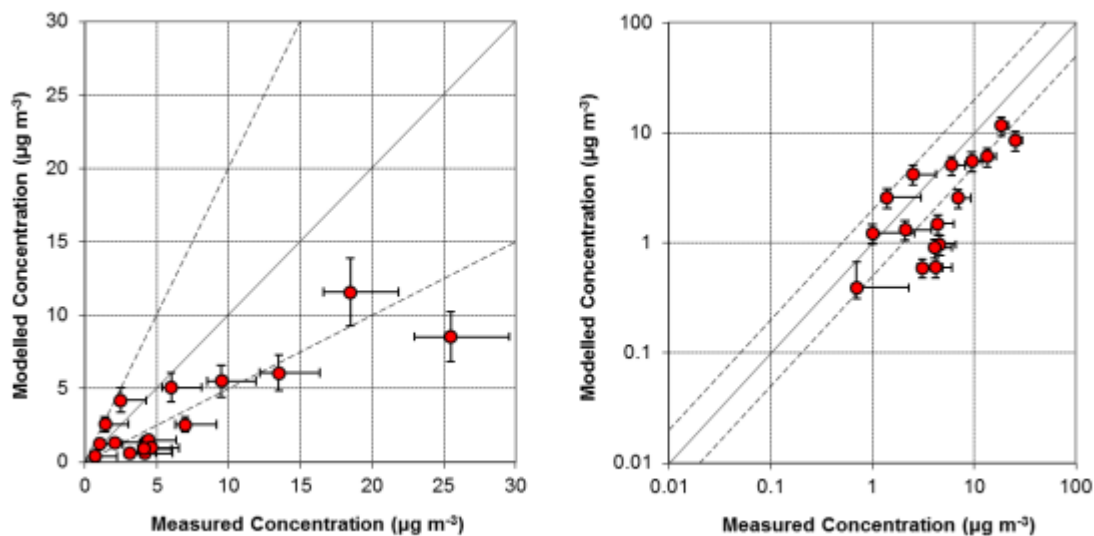 30
25
20
15
10
5
0
Modelled Concentration (µg m⁻³)
0 5 10 15 20 25 30
Measured Concentration (µg m⁻³)
100
10
1
0.1
0.01
Modelled Concentration (µg m⁻³)
0.01 0.1 1 10 100
Measured Concentration (µg m⁻³)